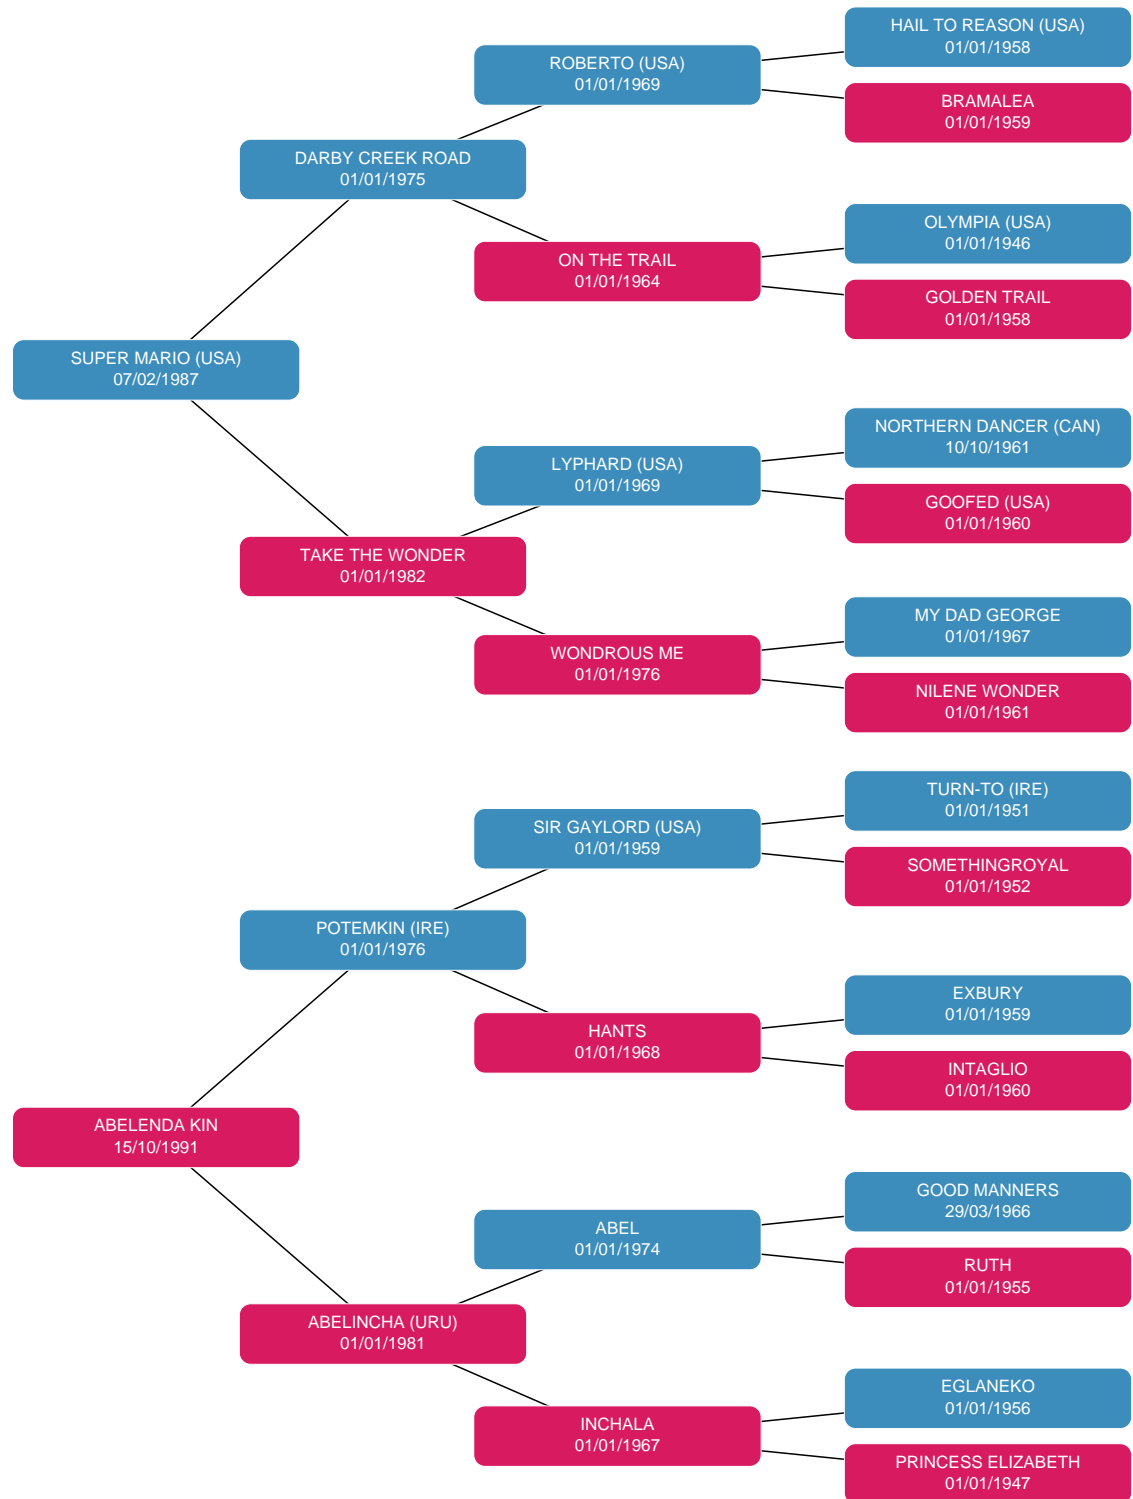 HAIL TO REASON (USA)
01/01/1958
ROBERTO (USA)
01/01/1969
BRAMALEA
01/01/1959
DARBY CREEK ROAD
01/01/1975
OLYMPIA (USA)
01/01/1946
ON THE TRAIL
01/01/1964
GOLDEN TRAIL
01/01/1958
SUPER MARIO (USA)
07/02/1987
NORTHERN DANCER (CAN)
10/10/1961
LYPHARD (USA)
01/01/1969
GOOFED (USA)
01/01/1960
TAKE THE WONDER
01/01/1982
MY DAD GEORGE
01/01/1967
WONDROUS ME
01/01/1976
NILENE WONDER
01/01/1961
TURN-TO (IRE)
01/01/1951
SIR GAYLORD (USA)
01/01/1959
SOMETHINGROYAL
01/01/1952
POTEMKIN (IRE)
01/01/1976
EXBURY
01/01/1959
HANTS
01/01/1968
INTAGLIO
01/01/1960
ABELENDA KIN
15/10/1991
GOOD MANNERS
29/03/1966
ABEL
01/01/1974
RUTH
01/01/1955
ABELINCHA (URU)
01/01/1981
EGLANEKO
01/01/1956
INCHALA
01/01/1967
PRINCESS ELIZABETH
01/01/1947